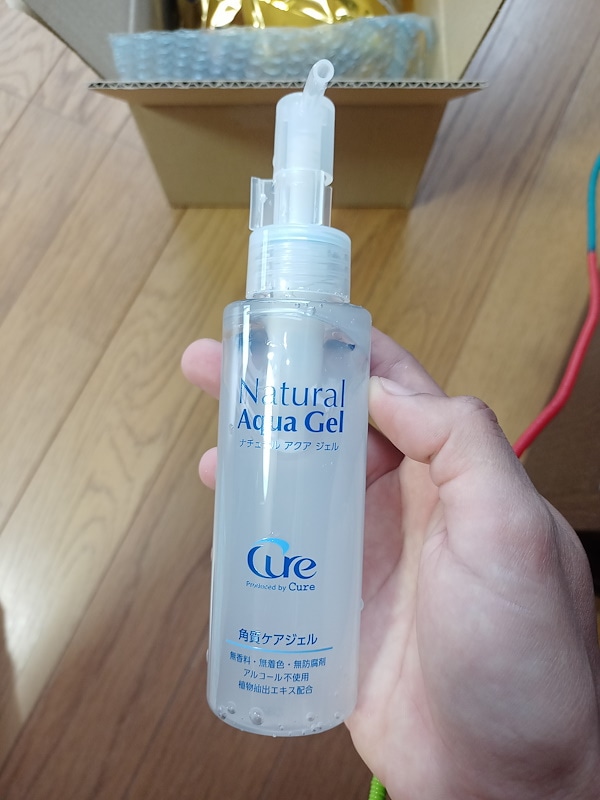 Natural
Aqua Gel
ナチュラル アクア ジェル
Cure
Produced by Cure
角質ケアジェル
無香料・無着色・無防腐剤
アルコール不使用
植物抽出エキス配合